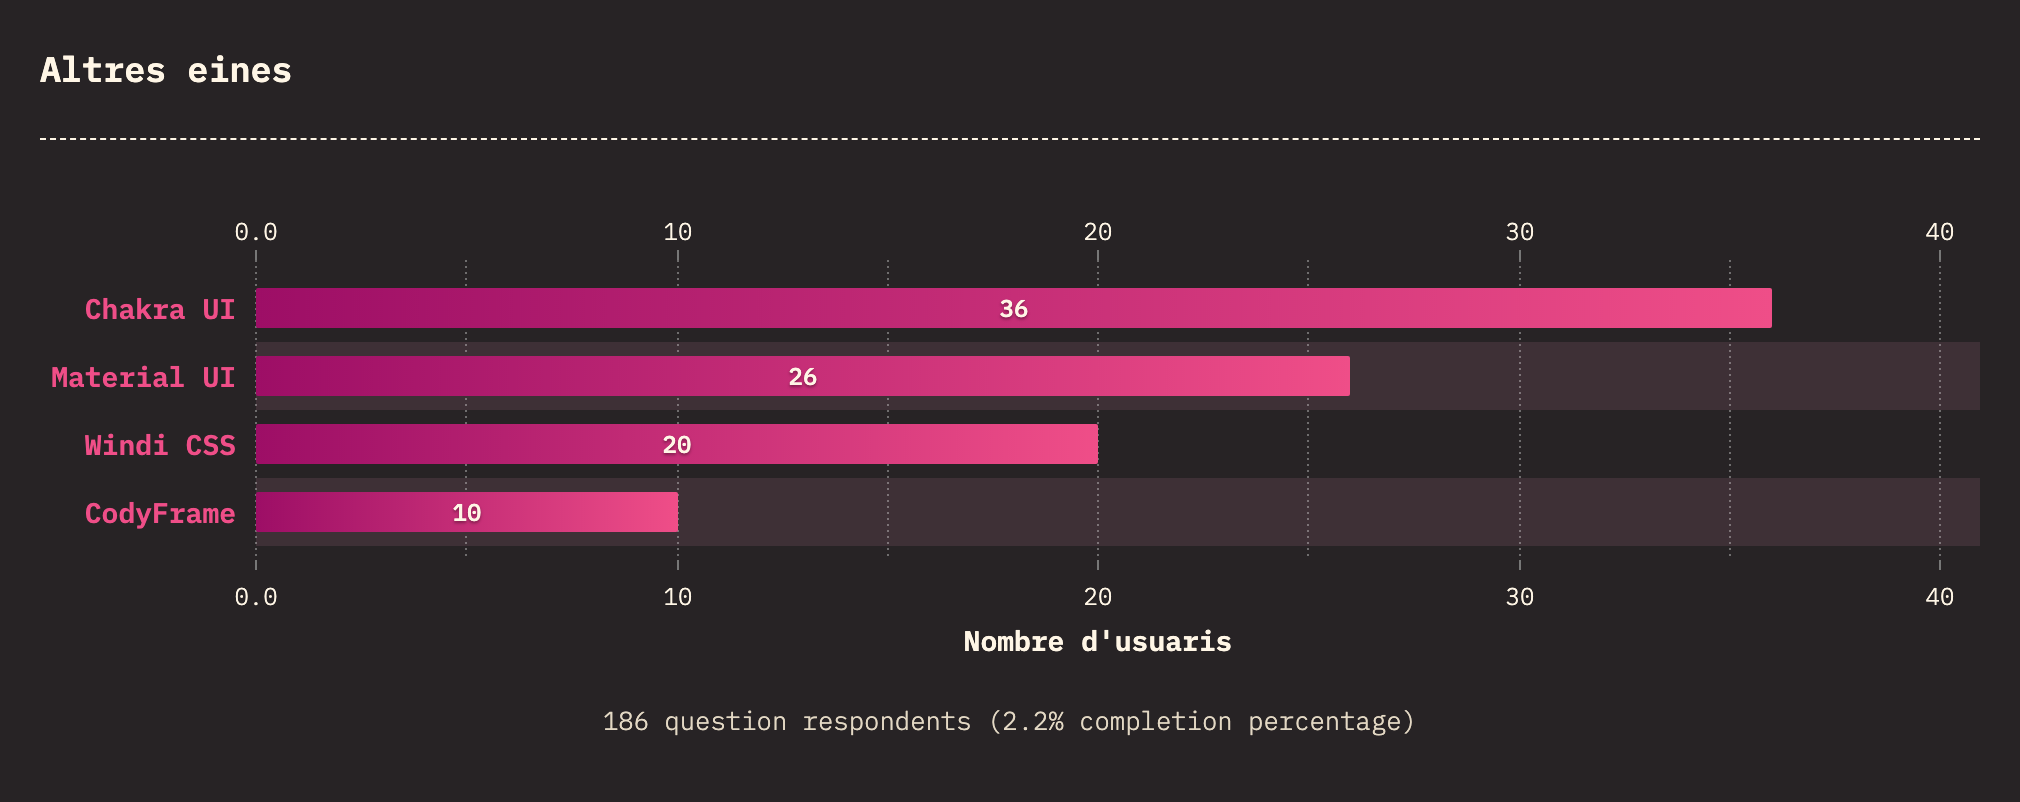 Altres eines
0.0 10 20 30 40
Chakra UI 36
Material UI 26
Windi CSS 20
CodyFrame 10
0.0 10 20 30 40
Nombre d'usuaris
186 question respondents (2.2% completion percentage)